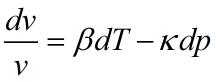 dv/v = βdT − κdp